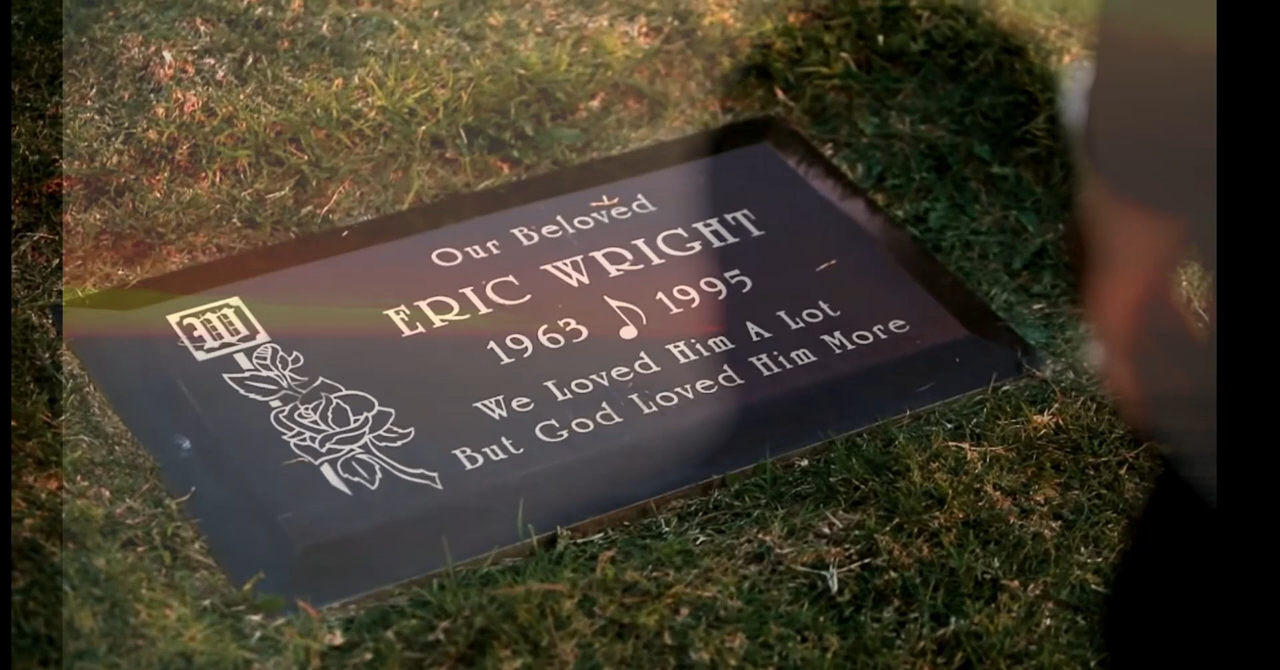 Our Beloved
ERIC WRIGHT
1963 1995
We Loved Him A Lot
But God Loved Him More
W